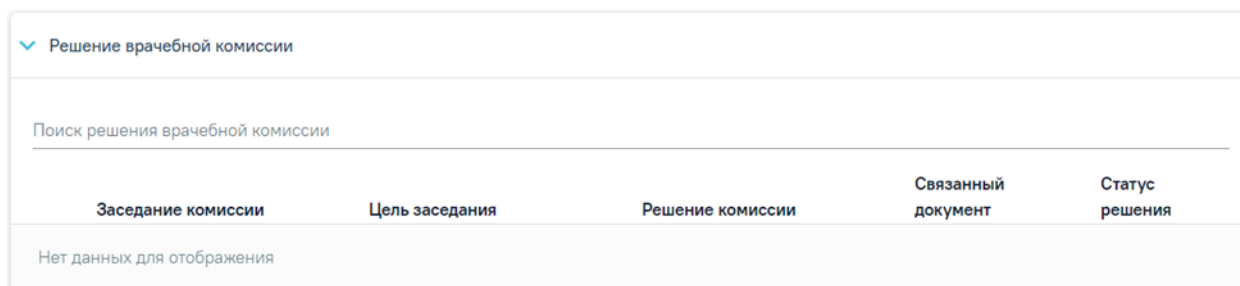 Решение врачебной комиссии
Поиск решения врачебной комиссии
Заседание комиссии Цель заседания Решение комиссии Связанный документ Статус решения
Нет данных для отображения